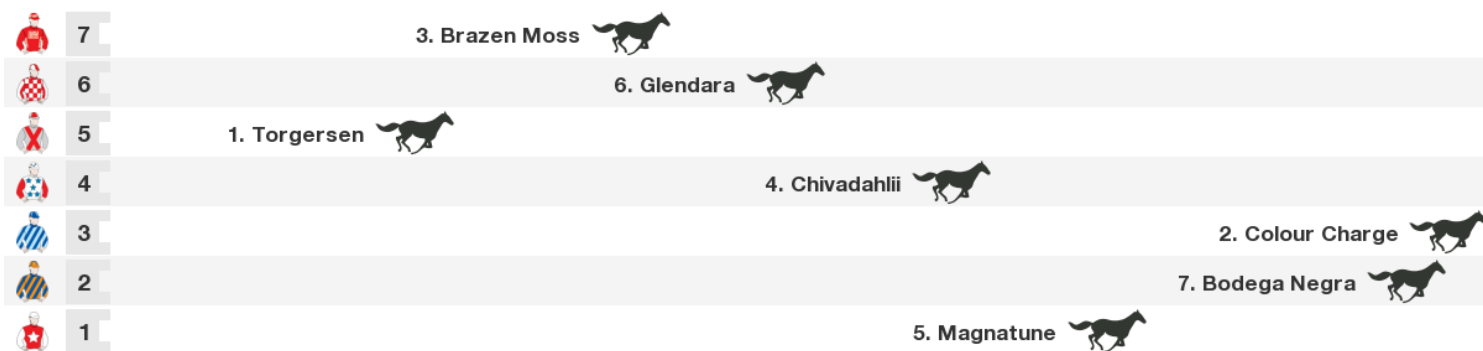 7 3. Brazen Moss
6 6. Glendara
5 1. Torgersen
4 4. Chivadahlii
3 2. Colour Charge
2 7. Bodega Negra
1 5. Magnatune